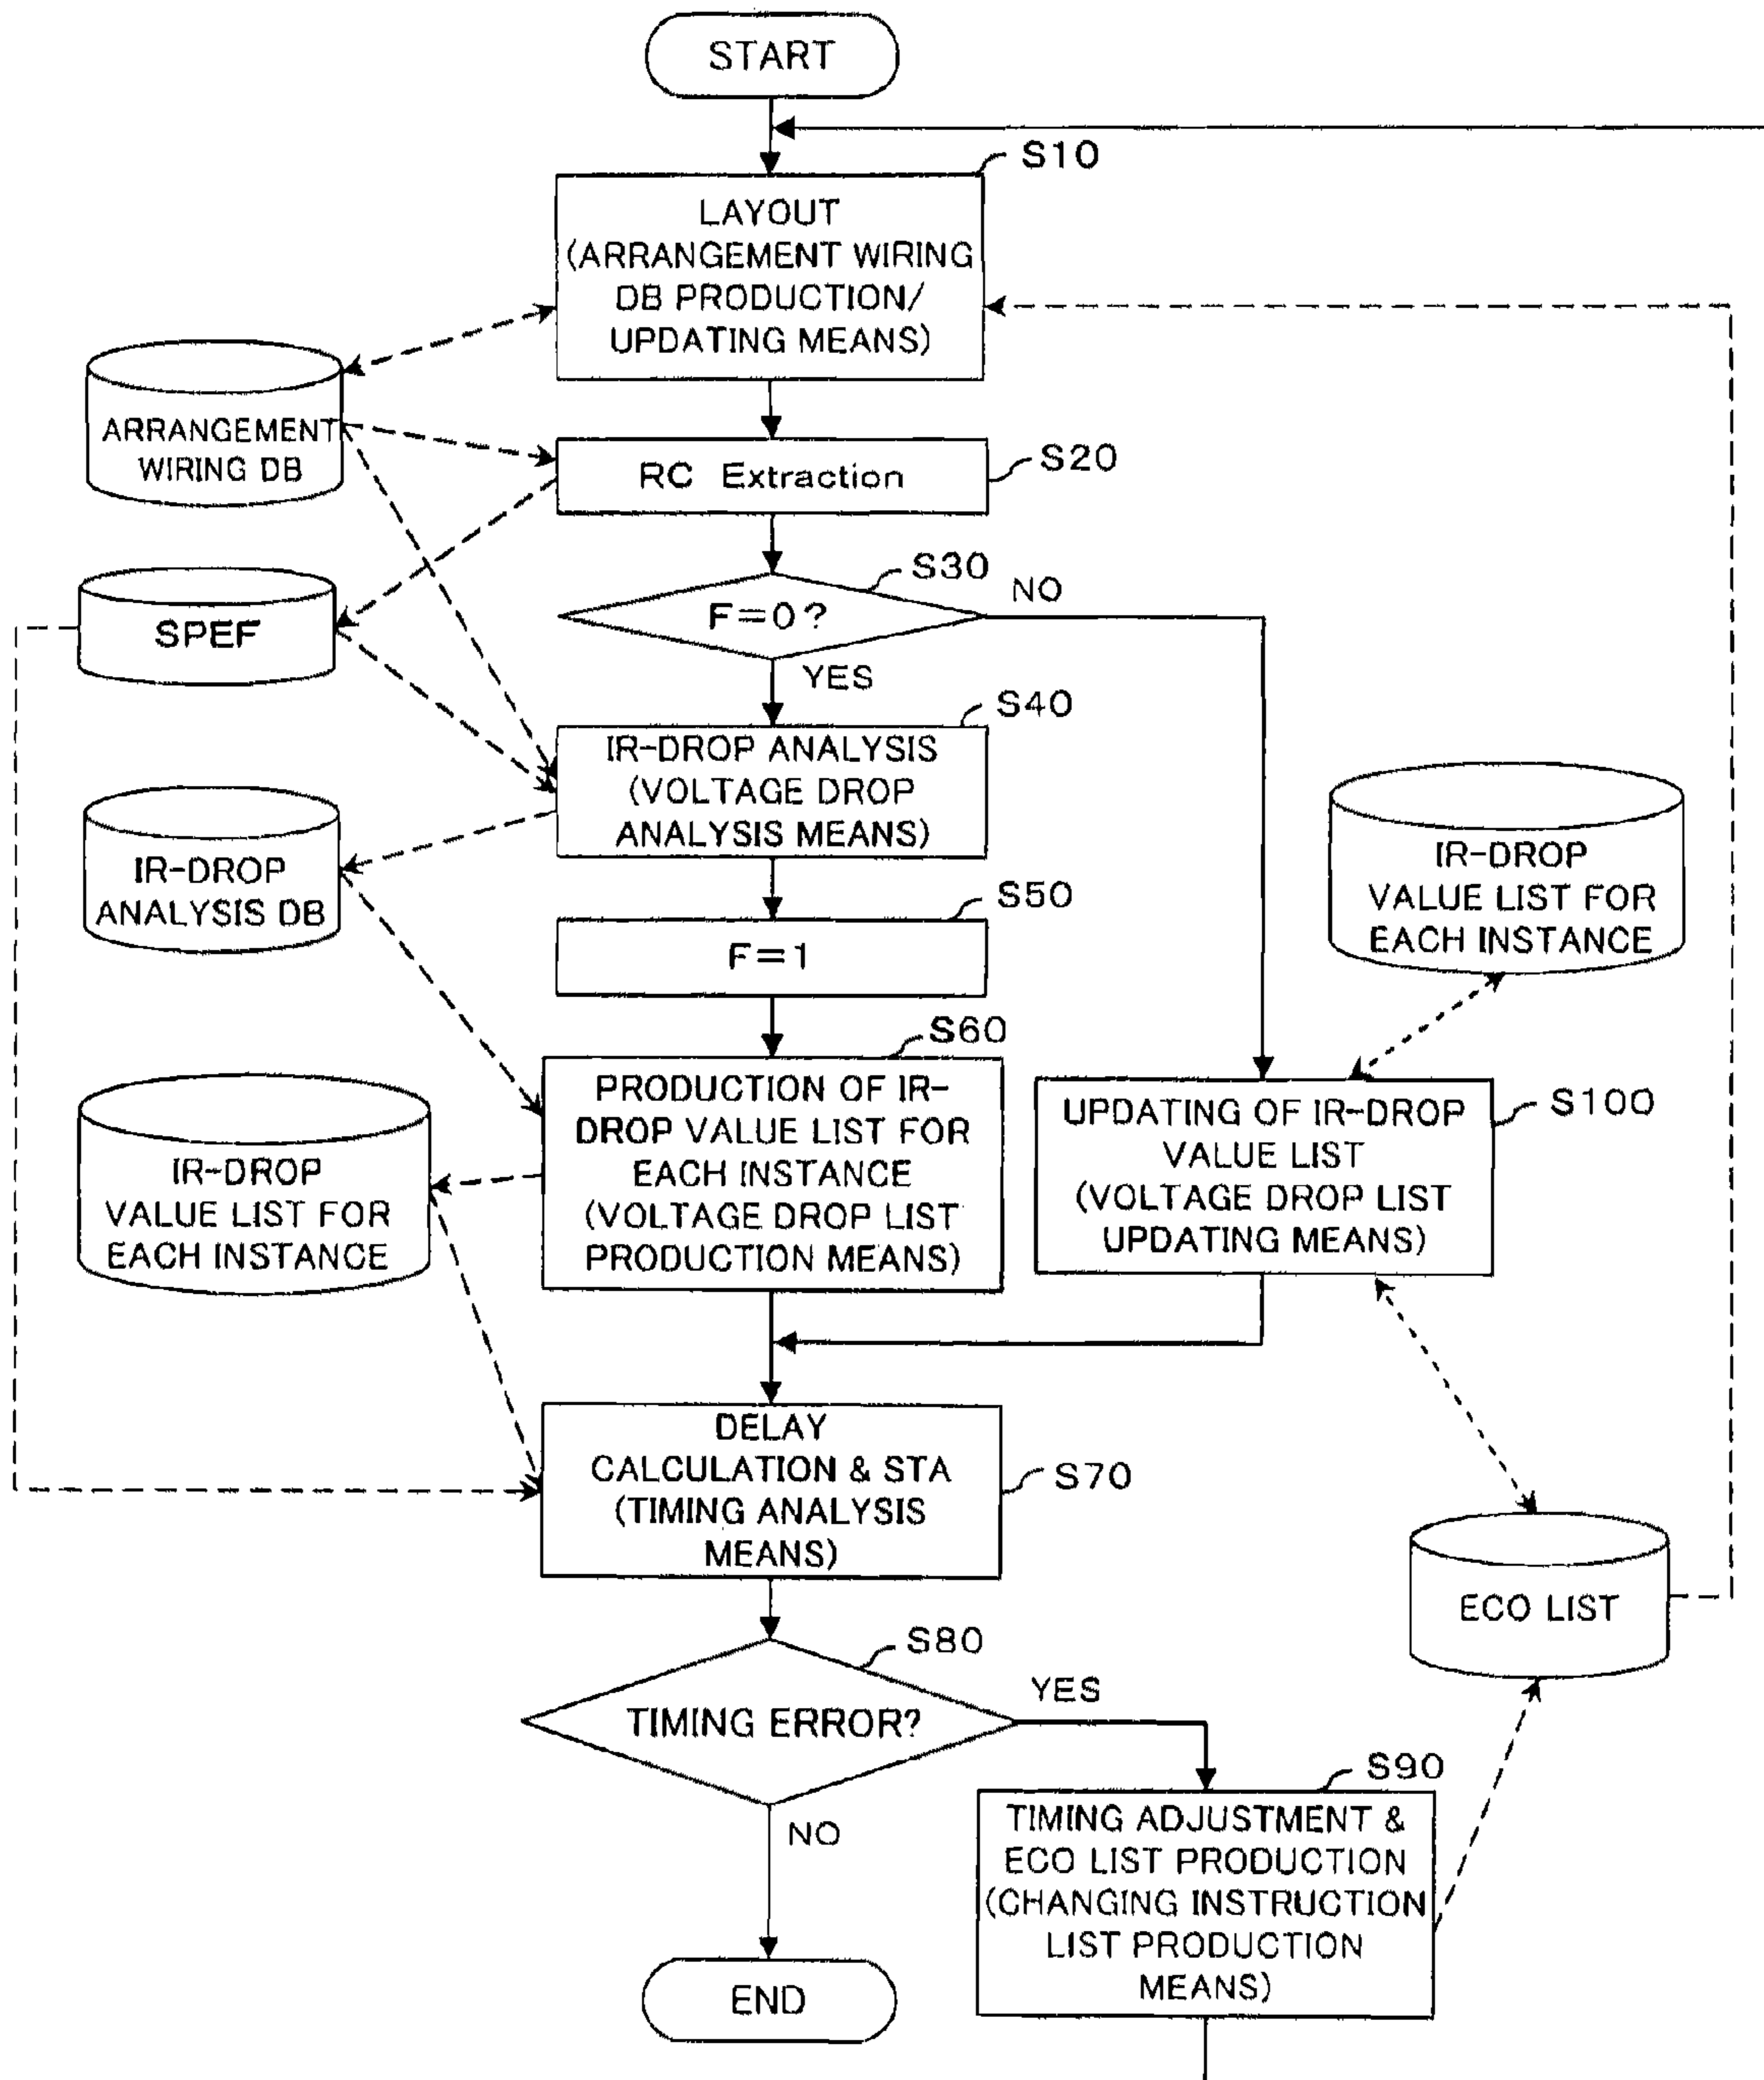 START
S10
LAYOUT
(ARRANGEMENT WIRING
DB PRODUCTION/
UPDATING MEANS)
ARRANGEMENT
WIRING DB
RC Extraction
S20
SPEF
S30
F=0?
NO
YES
S40
IR-DROP ANALYSIS
(VOLTAGE DROP
ANALYSIS MEANS)
IR-DROP
ANALYSIS DB
IR-DROP
VALUE LIST FOR
EACH INSTANCE
S50
F=1
S60
PRODUCTION OF IR-
DROP VALUE LIST FOR
EACH INSTANCE
(VOLTAGE DROP LIST
PRODUCTION MEANS)
IR-DROP
VALUE LIST FOR
EACH INSTANCE
UPDATING OF IR-DROP
VALUE LIST
(VOLTAGE DROP LIST
UPDATING MEANS)
S100
DELAY
CALCULATION & STA
(TIMING ANALYSIS
MEANS)
S70
ECO LIST
S80
TIMING ERROR?
YES
NO
S90
TIMING ADJUSTMENT &
ECO LIST PRODUCTION
(CHANGING INSTRUCTION
LIST PRODUCTION
MEANS)
END